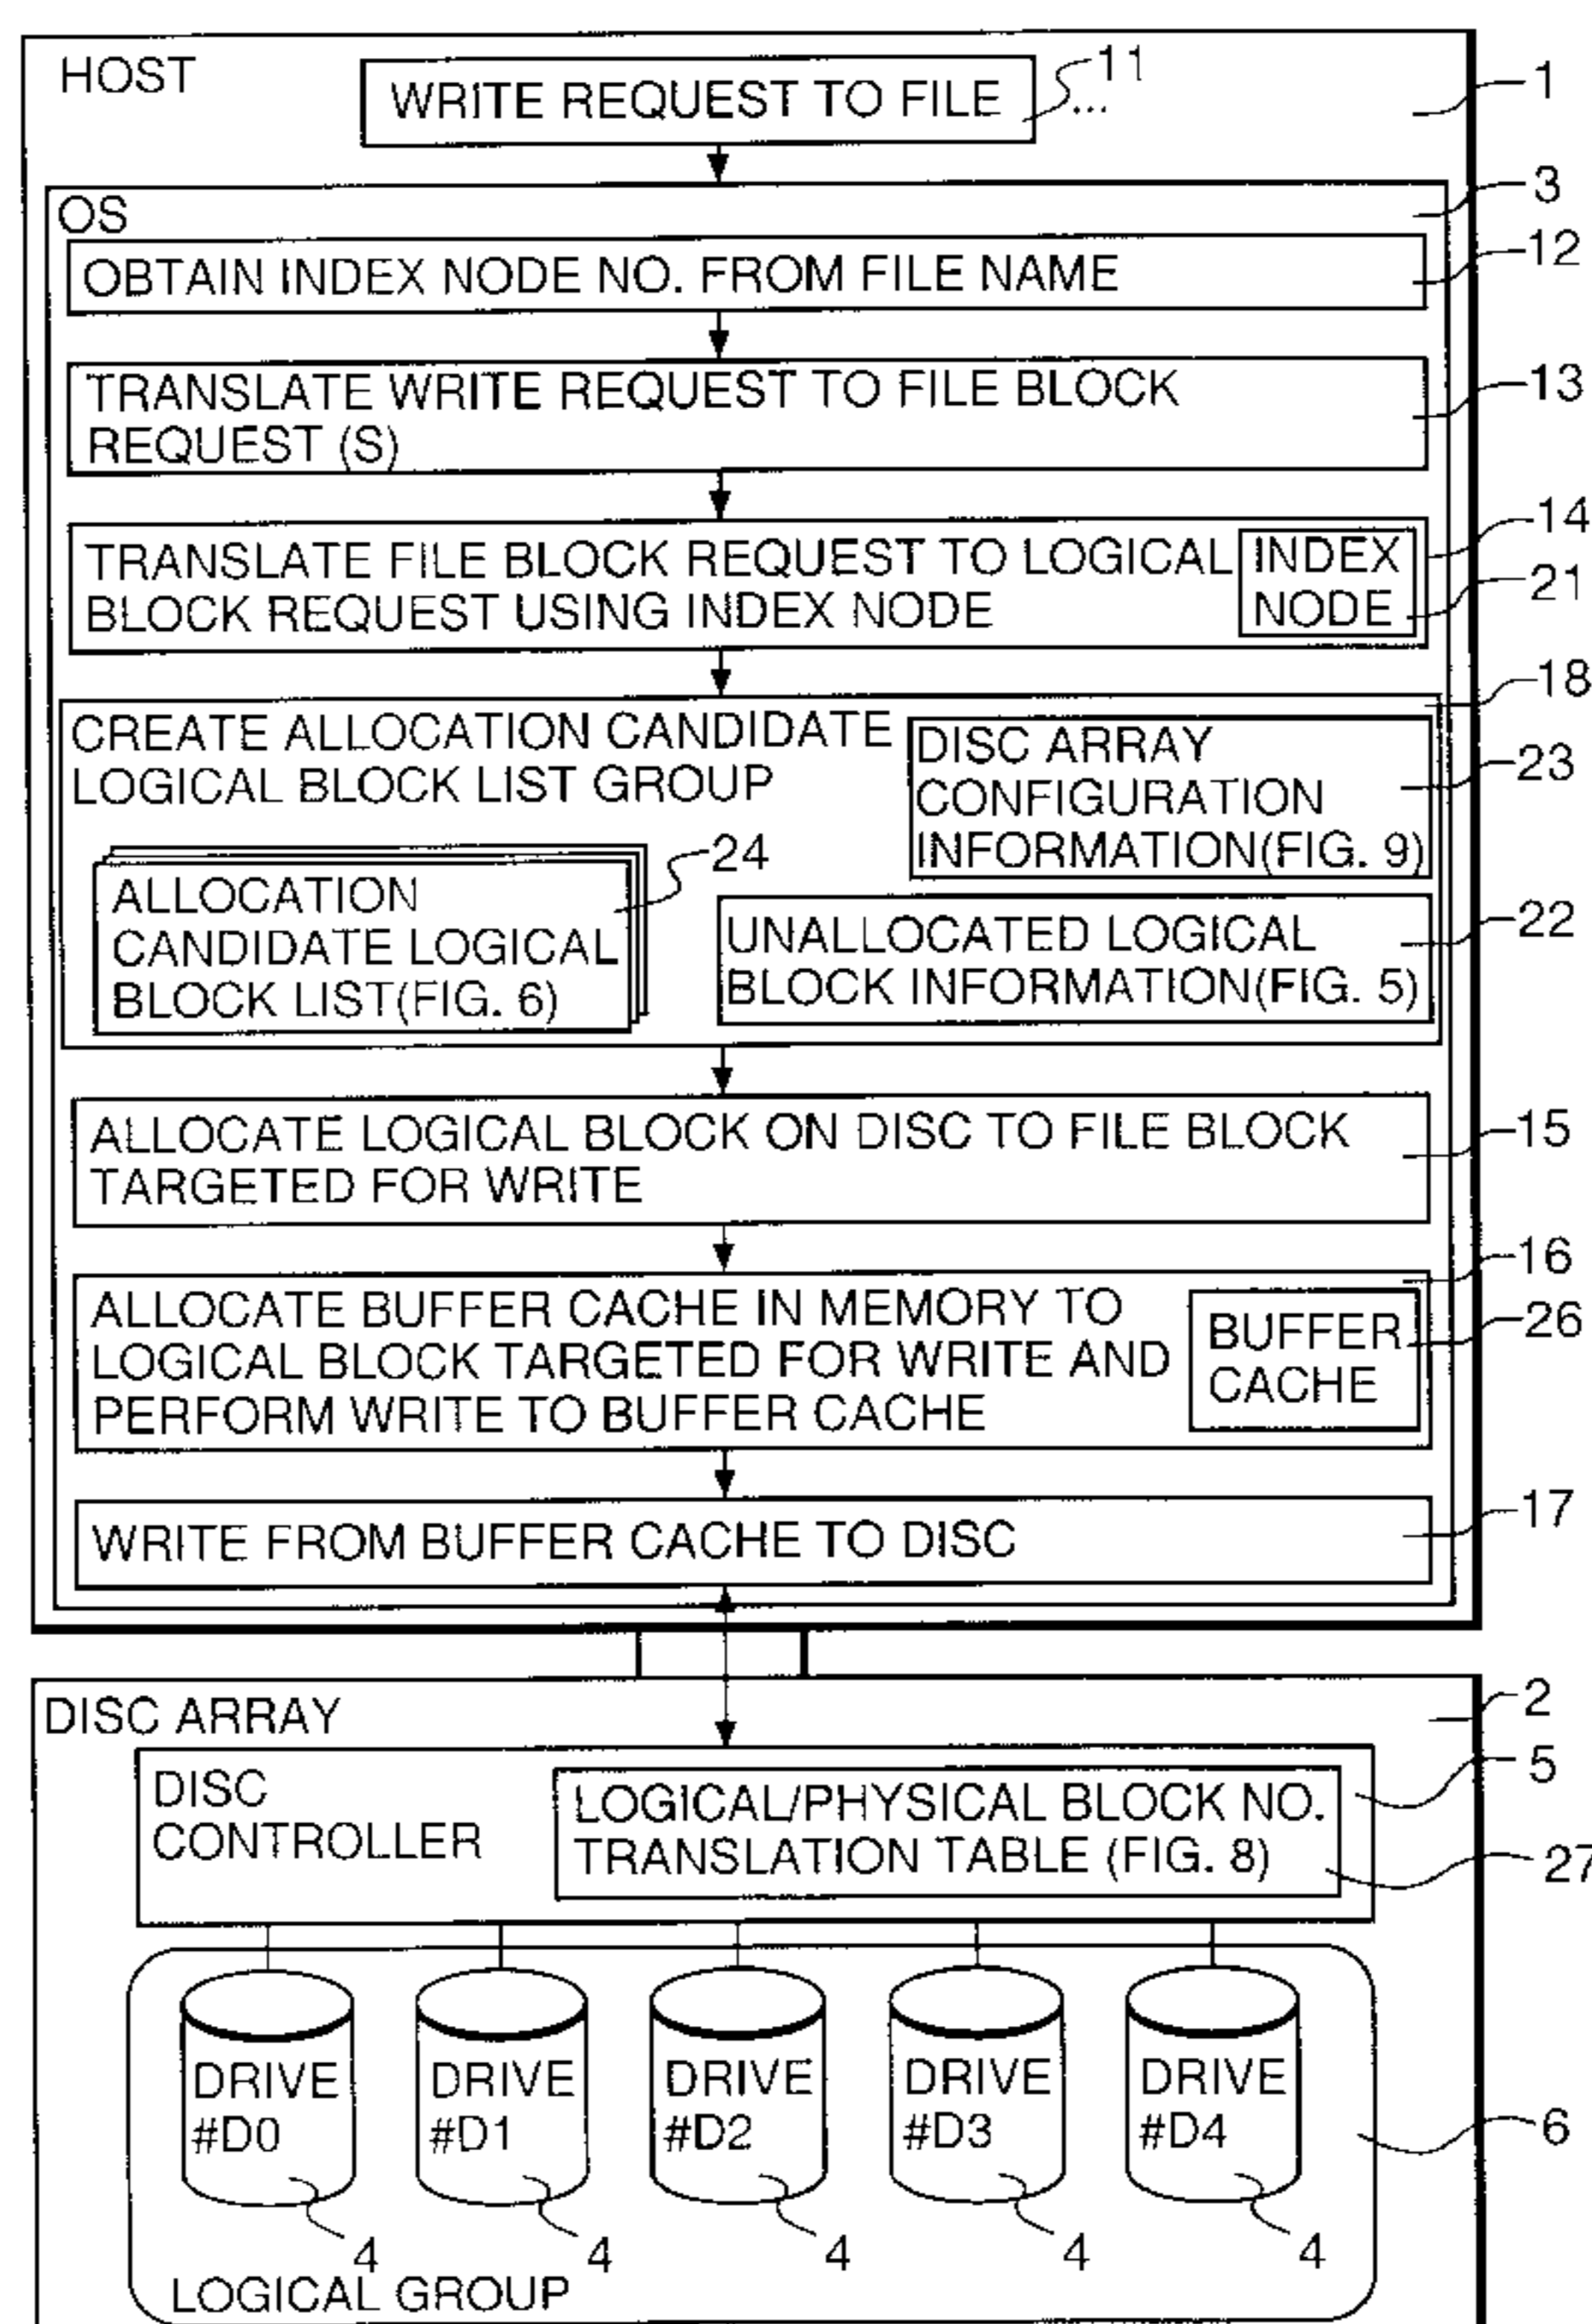 HOST
WRITE REQUEST TO FILE
11
...
1
3
OS
12
OBTAIN INDEX NODE NO. FROM FILE NAME
TRANSLATE WRITE REQUEST TO FILE BLOCK
REQUEST (S)
13
14
TRANSLATE FILE BLOCK REQUEST TO LOGICAL
BLOCK REQUEST USING INDEX NODE
INDEX
NODE
21
18
CREATE ALLOCATION CANDIDATE
LOGICAL BLOCK LIST GROUP
DISC ARRAY
CONFIGURATION
INFORMATION(FIG. 9)
23
24
ALLOCATION
CANDIDATE LOGICAL
BLOCK LIST(FIG. 6)
UNALLOCATED LOGICAL
BLOCK INFORMATION(FIG. 5)
22
ALLOCATE LOGICAL BLOCK ON DISC TO FILE BLOCK
TARGETED FOR WRITE
15
16
ALLOCATE BUFFER CACHE IN MEMORY TO
LOGICAL BLOCK TARGETED FOR WRITE AND
PERFORM WRITE TO BUFFER CACHE
BUFFER
CACHE
26
17
WRITE FROM BUFFER CACHE TO DISC
2
DISC ARRAY
5
DISC
CONTROLLER
LOGICAL/PHYSICAL BLOCK NO.
TRANSLATION TABLE (FIG. 8)
27
DRIVE
#D0
DRIVE
#D1
DRIVE
#D2
DRIVE
#D3
DRIVE
#D4
6
4
4
4
4
4
LOGICAL GROUP